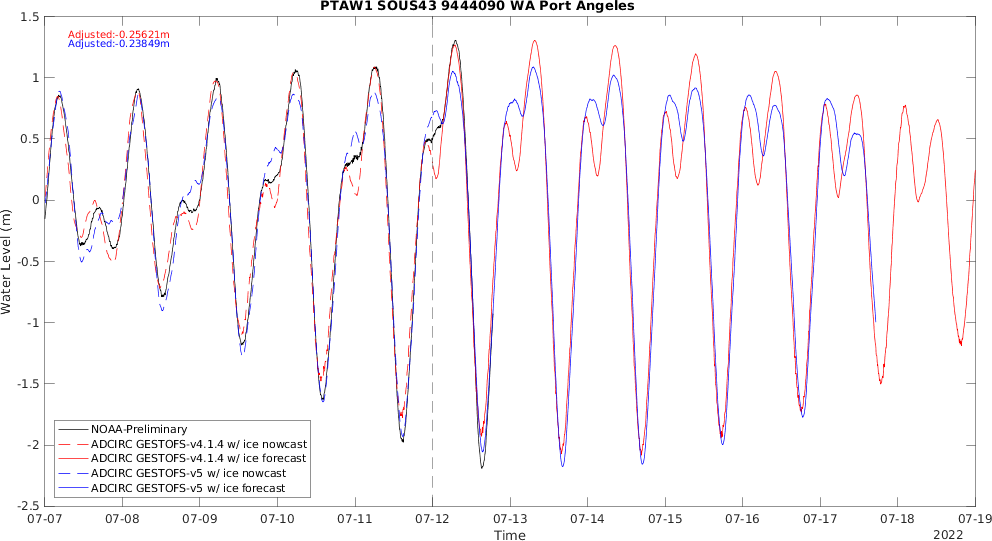 PTAW1 SOUS43 9444090 WA Port Angeles
Adjusted:-0.25621m
Adjusted:-0.23849m
1.5
1
0.5
0
-0.5
-1
-1.5
-2
-2.5
Water Level (m)
NOAA-Preliminary
ADCIRC GESTOFS-v4.1.4 w/ ice nowcast
ADCIRC GESTOFS-v4.1.4 w/ ice forecast
ADCIRC GESTOFS-v5 w/ ice nowcast
ADCIRC GESTOFS-v5 w/ ice forecast
07-07 07-08 07-09 07-10 07-11 07-12 07-13 07-14 07-15 07-16 07-17 07-18 07-19
Time
2022